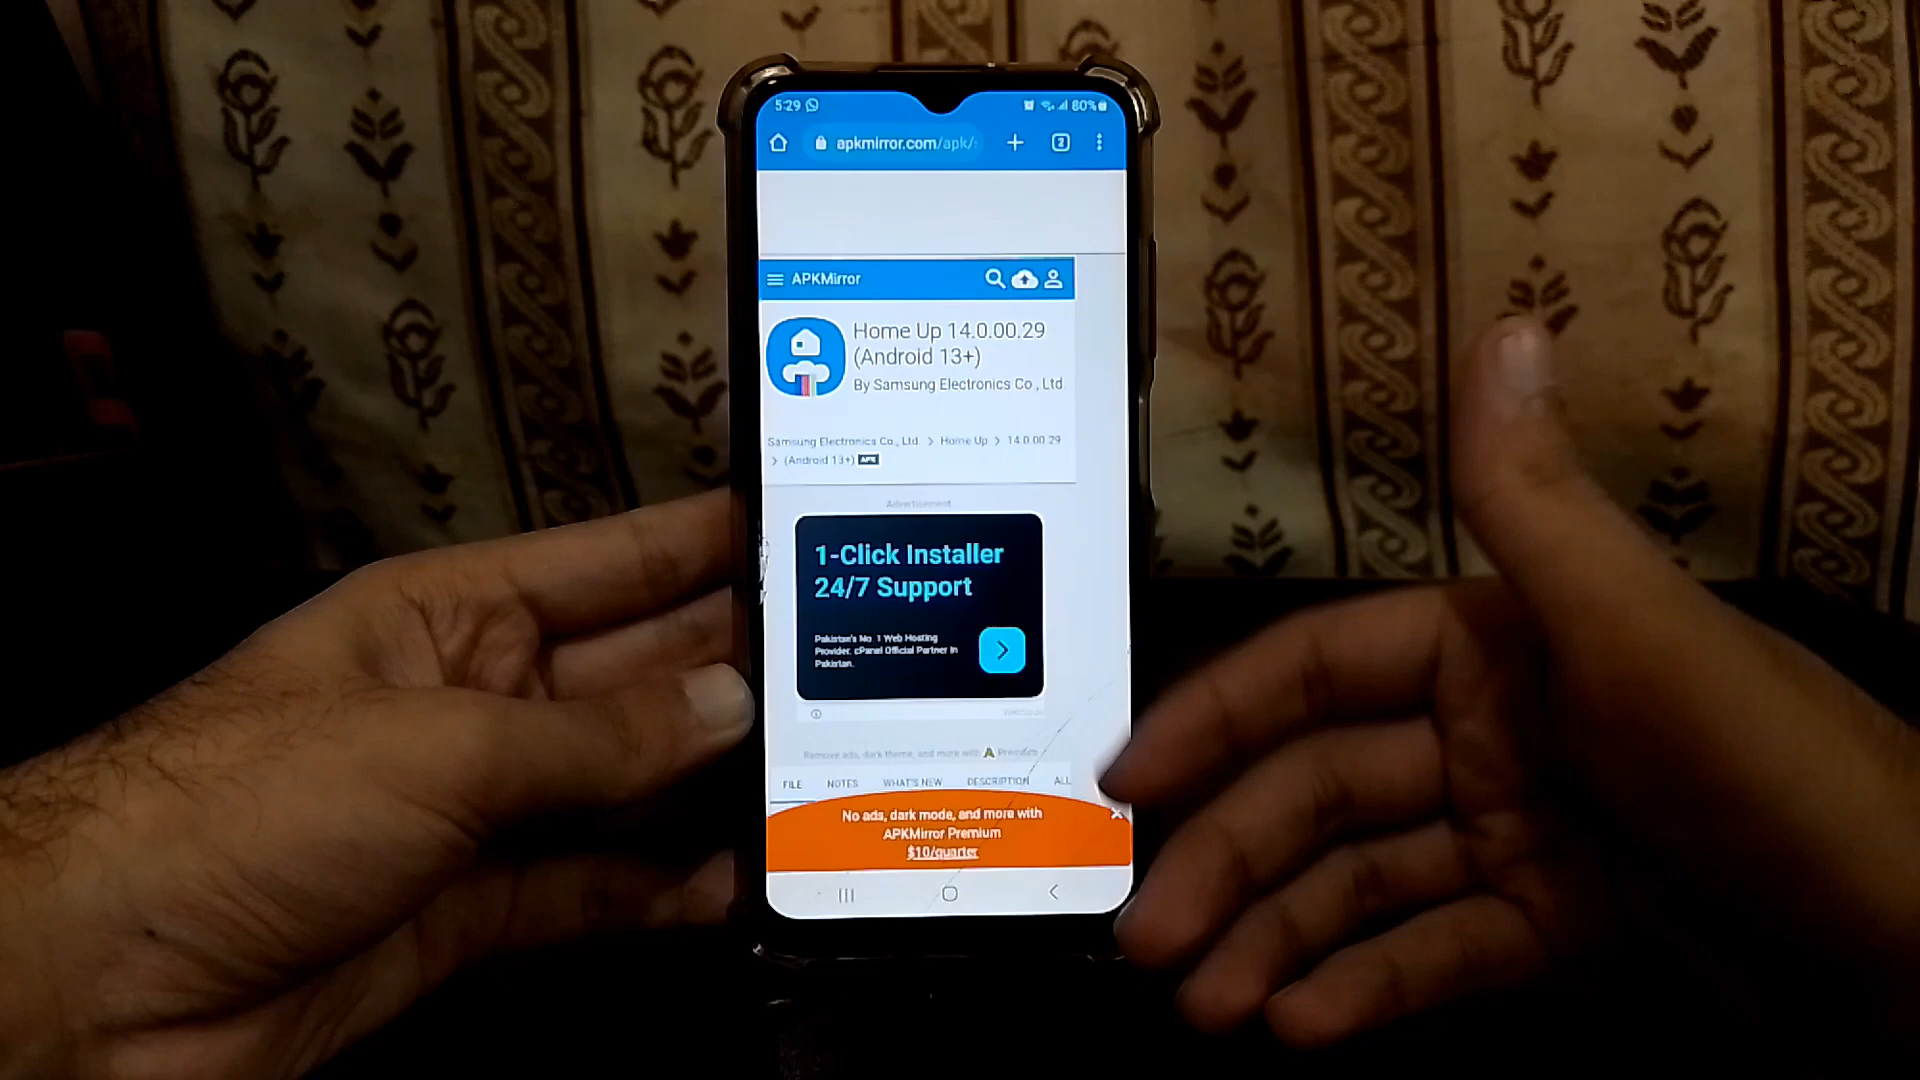 5:29 80%
apkmirror.com/apk/
2
APKMirror
Home Up 14.0.00.29
(Android 13+)
By Samsung Electronics Co., Ltd.
Samsung Electronics Co., Ltd. > Home Up > 14.0.00.29
> (Android 13+) APK
Advertisement
1-Click Installer
24/7 Support
Pakistan's No. 1 Web Hosting
Provider. cPanel Official Partner In
Pakistan.
Remove ads, dark theme, and more with Premium
FILE NOTES WHAT'S NEW DESCRIPTION ALL
No ads, dark mode, and more with
APKMirror Premium
$10/quarter